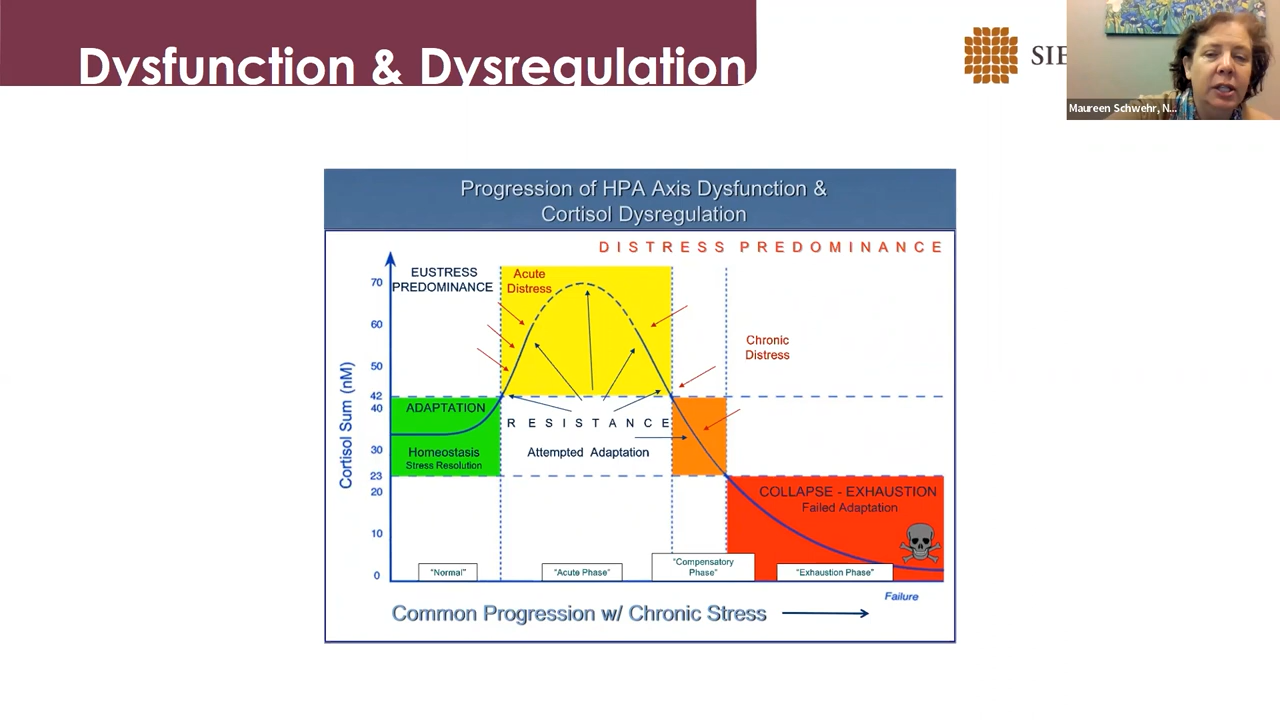 Dysfunction & Dysregulation
SIE
Maureen Schwehr, N...
Progression of HPA Axis Dysfunction &
Cortisol Dysregulation
DISTRESS PREDOMINANCE
EUSTRESS
PREDOMINANCE
Acute
Distress
70
60
50
42
40
30
23
20
10
0
Cortisol Sum (nM)
Chronic
Distress
ADAPTATION
RESISTANCE
Homeostasis
Stress Resolution
Attempted Adaptation
COLLAPSE - EXHAUSTION
Failed Adaptation
"Normal"
"Acute Phase"
"Compensatory
Phase"
"Exhaustion Phase"
Failure
Common Progression w/ Chronic Stress